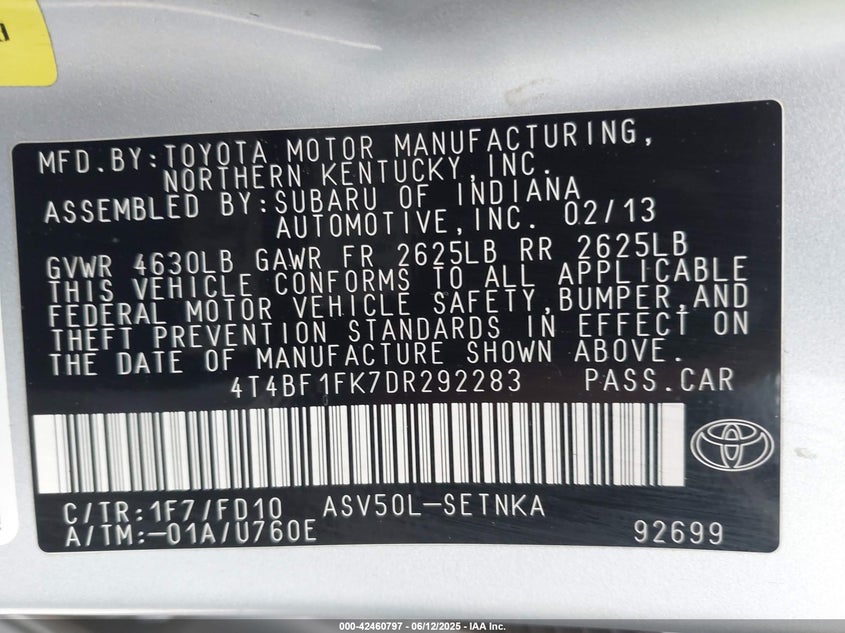 MFD.BY:TOYOTA MOTOR MANUFACTURING,
NORTHERN KENTUCKY,INC.
ASSEMBLED BY:SUBARU OF INDIANA
AUTOMOTIVE,INC. 02/13
GVWR 4630LB GAWR FR 2625LB RR 2625LB
THIS VEHICLE CONFORMS TO ALL APPLICABLE
FEDERAL MOTOR VEHICLE SAFETY,BUMPER,AND
THEFT PREVENTION STANDARDS IN EFFECT ON
THE DATE OF MANUFACTURE SHOWN ABOVE.
4T4BF1FK7DR292283 PASS.CAR
C/TR:1F7/FD10 ASV50L-SETNKA
A/TM:-01A/U760E 92699
000-42460797 - 06/12/2025 - IAA Inc.